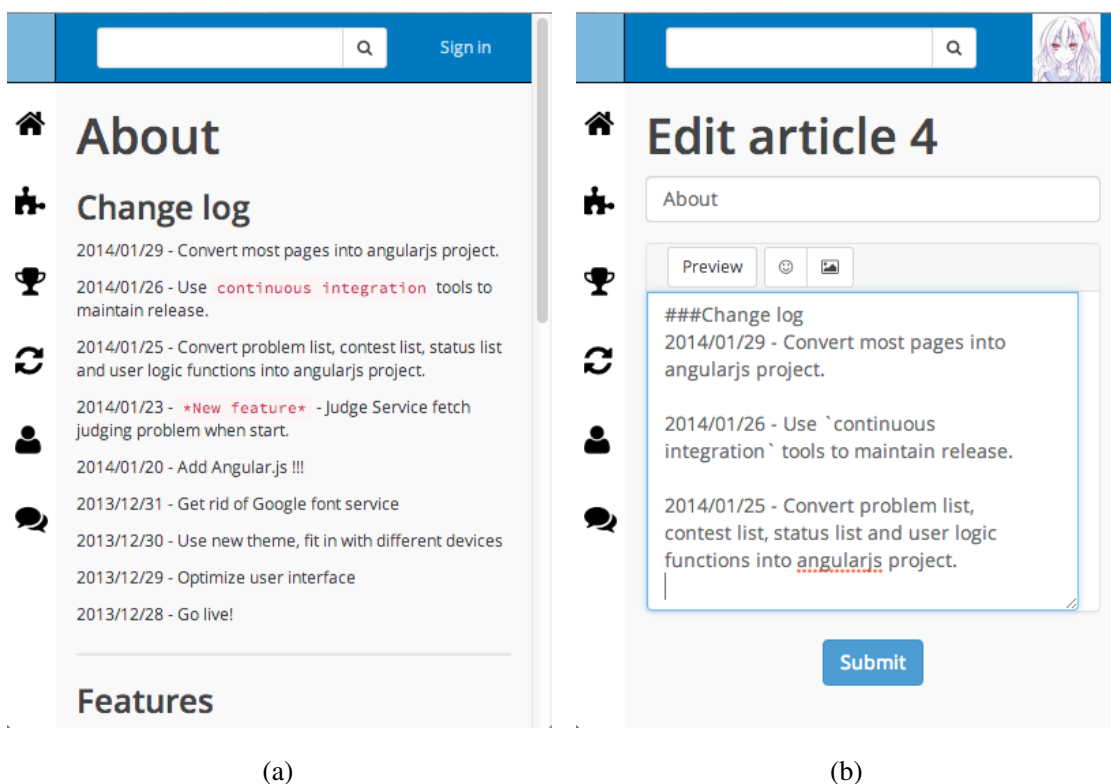 Sign in
About
Change log
2014/01/29 - Convert most pages into angularjs project.
2014/01/26 - Use continuous integration tools to
maintain release.
2014/01/25 - Convert problem list, contest list, status list
and user logic functions into angularjs project.
2014/01/23 - *New feature* - Judge Service fetch
judging problem when start.
2014/01/20 - Add Angular.js !!!
2013/12/31 - Get rid of Google font service
2013/12/30 - Use new theme, fit in with different devices
2013/12/29 - Optimize user interface
2013/12/28 - Go live!
Features
(a)
Edit article 4
About
Preview
###Change log
2014/01/29 - Convert most pages into
angularjs project.
2014/01/26 - Use `continuous
integration` tools to maintain release.
2014/01/25 - Convert problem list,
contest list, status list and user logic
functions into angularjs project.
Submit
(b)